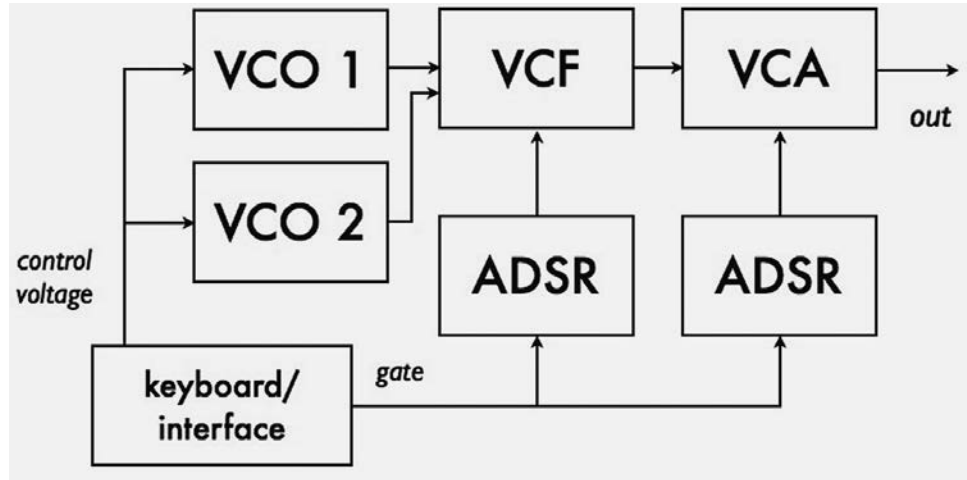 VCO 1
VCF
VCA
out
VCO 2
control
voltage
ADSR
ADSR
gate
keyboard/
interface